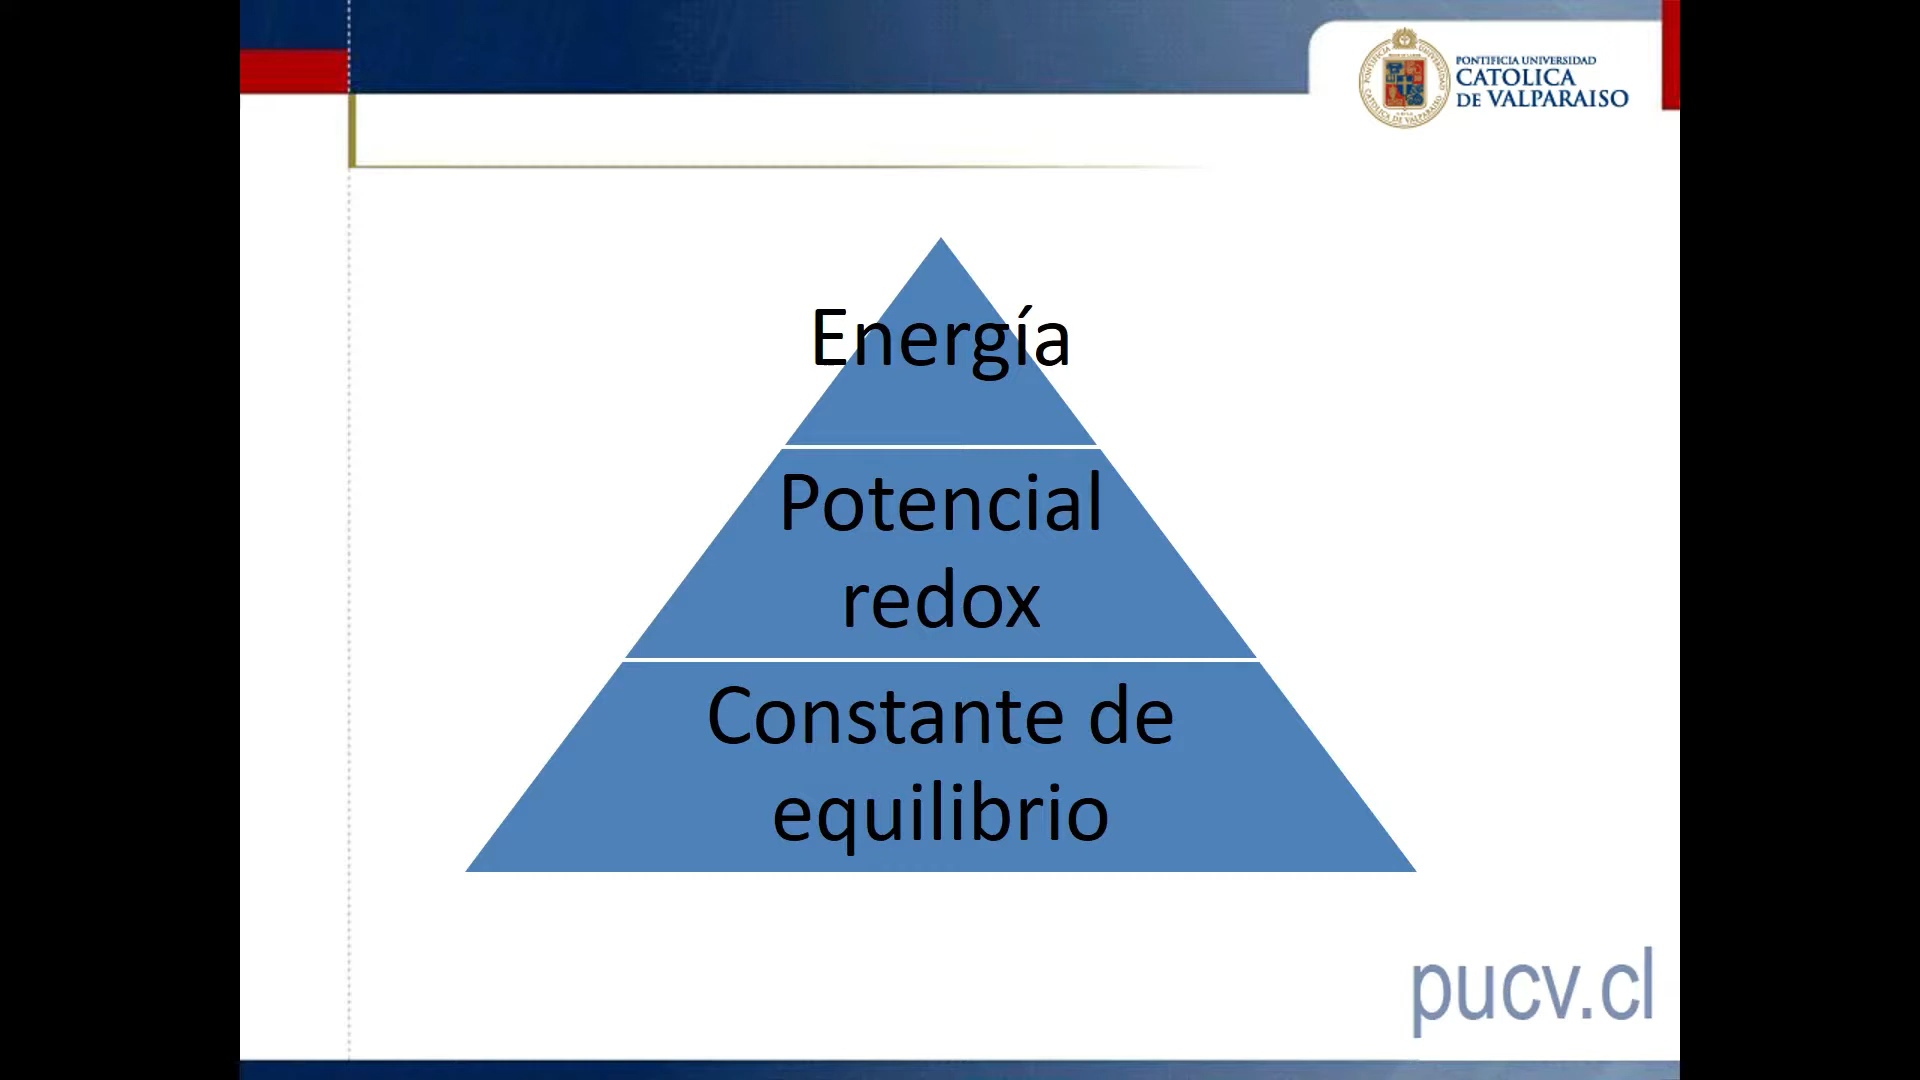 PONTIFICIA UNIVERSIDAD
CATOLICA
DE VALPARAISO
Energía
Potencial
redox
Constante de
equilibrio
pucv.cl